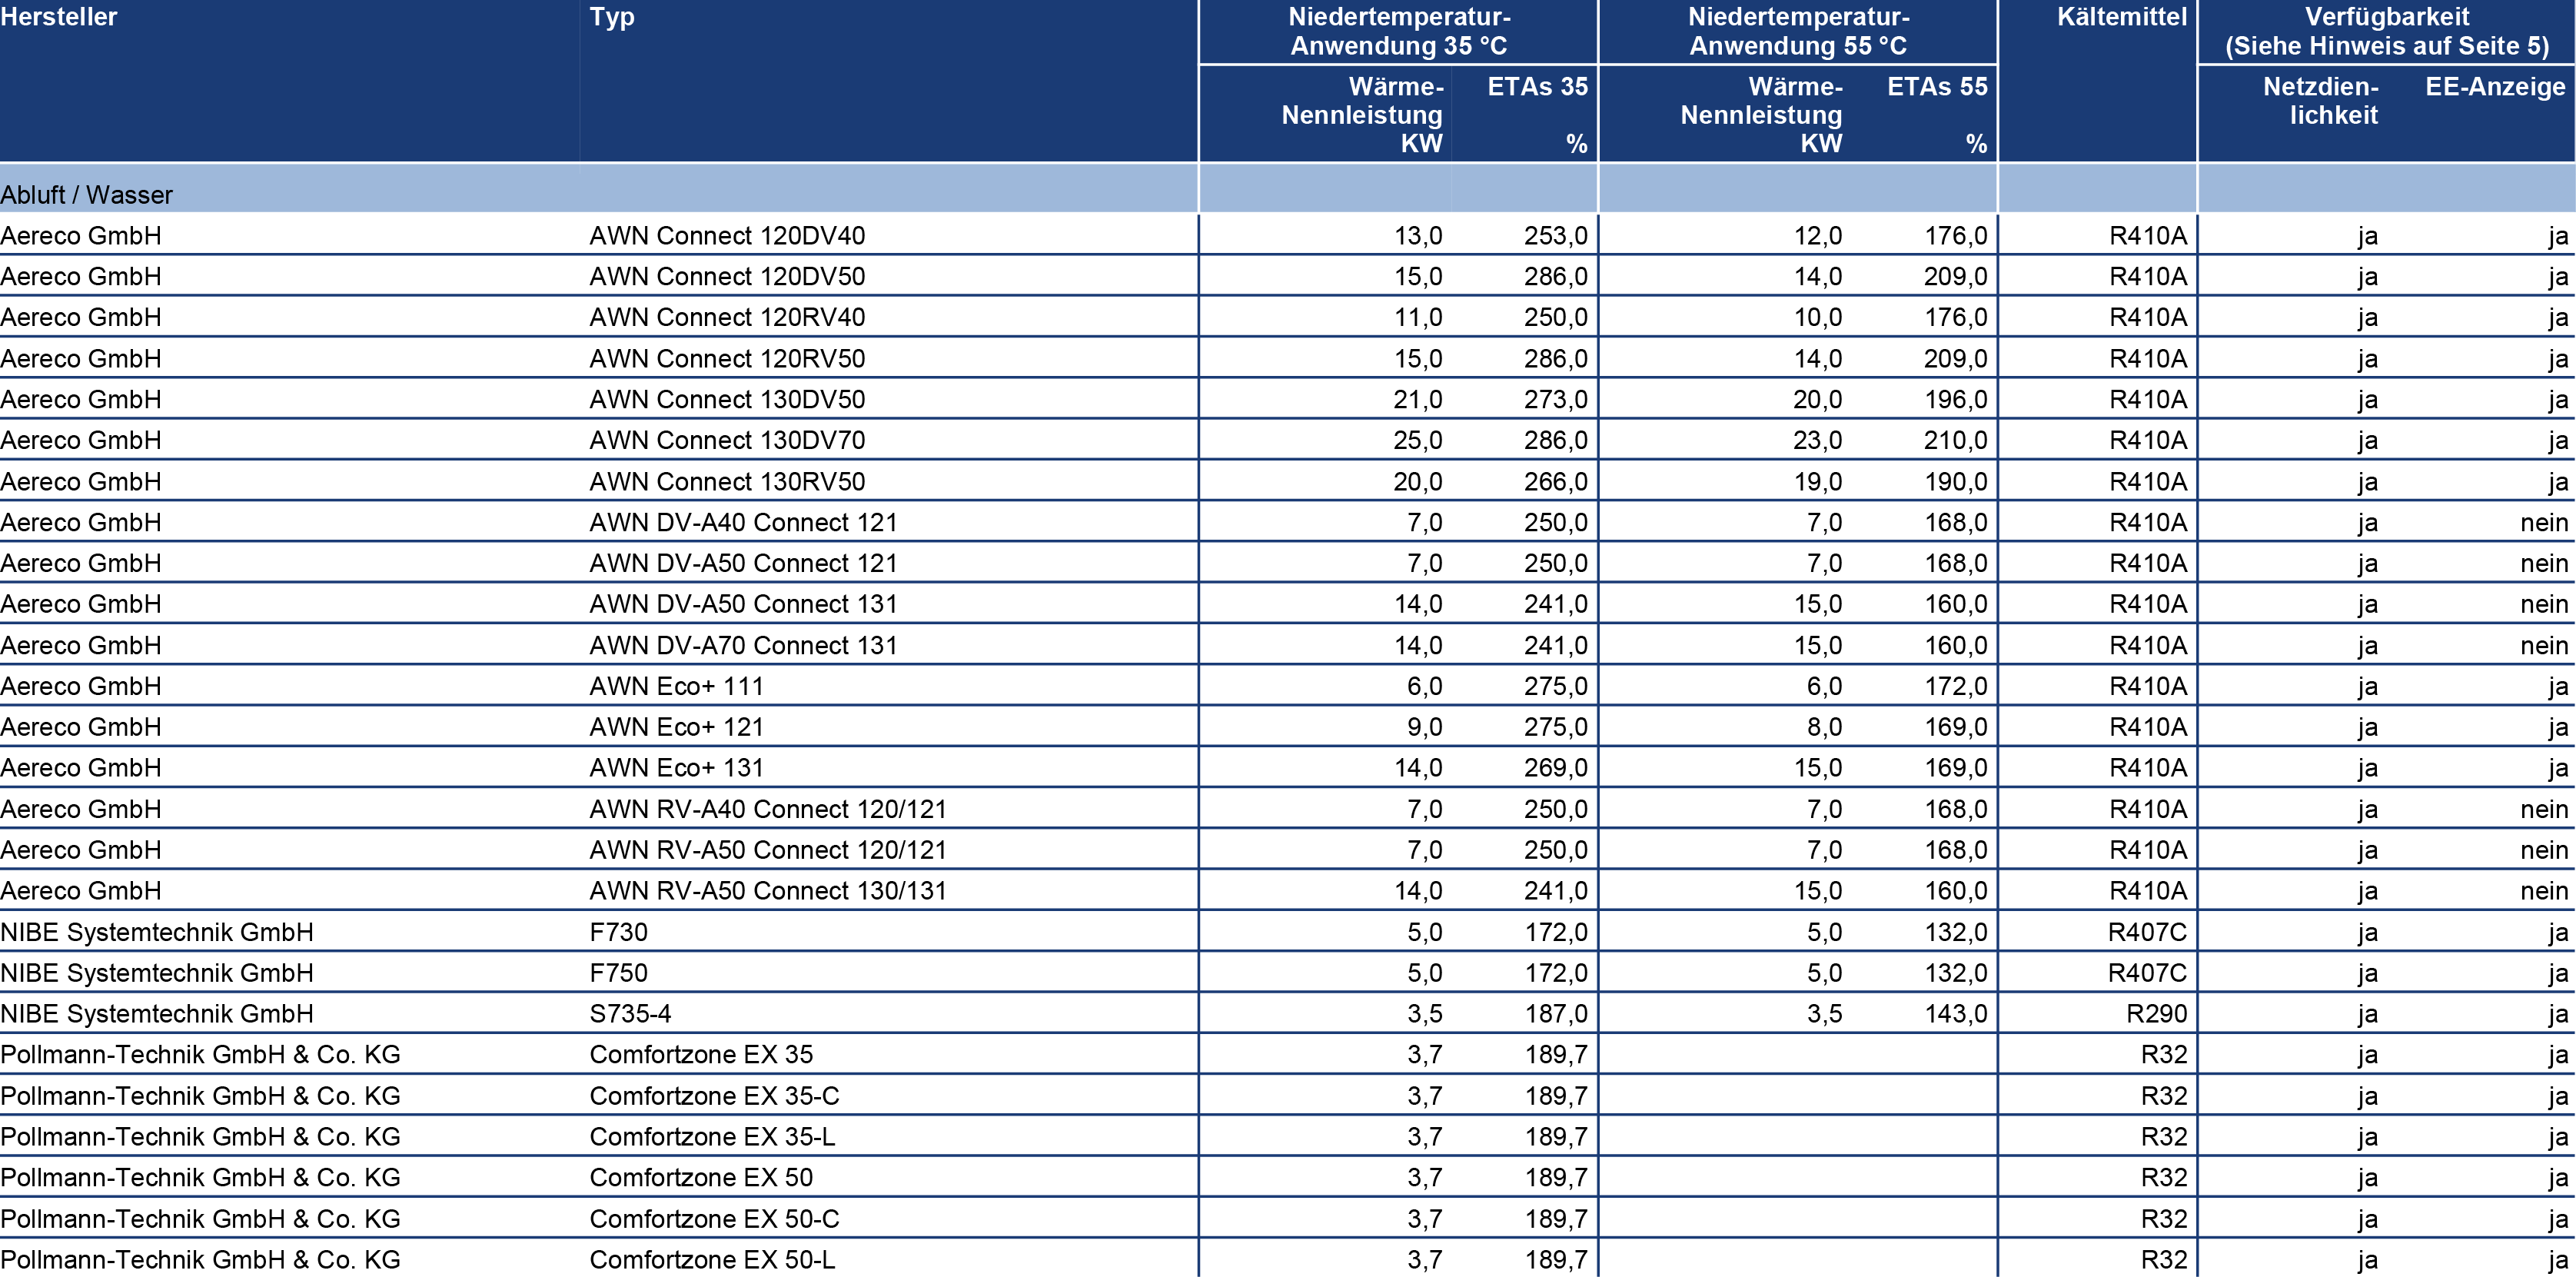 Hersteller Typ Niedertemperatur- Niedertemperatur- Kältemittel Verfügbarkeit
Anwendung 35 °C Anwendung 55 °C (Siehe Hinweis auf Seite 5)
Wärme- ETAs 35 Wärme- ETAs 55 Netzdien- EE-Anzeige
Nennleistung Nennleistung lichkeit
KW % KW %
Abluft / Wasser
Aereco GmbH AWN Connect 120DV40 13,0 253,0 12,0 176,0 R410A ja ja
Aereco GmbH AWN Connect 120DV50 15,0 286,0 14,0 209,0 R410A ja ja
Aereco GmbH AWN Connect 120RV40 11,0 250,0 10,0 176,0 R410A ja ja
Aereco GmbH AWN Connect 120RV50 15,0 286,0 14,0 209,0 R410A ja ja
Aereco GmbH AWN Connect 130DV50 21,0 273,0 20,0 196,0 R410A ja ja
Aereco GmbH AWN Connect 130DV70 25,0 286,0 23,0 210,0 R410A ja ja
Aereco GmbH AWN Connect 130RV50 20,0 266,0 19,0 190,0 R410A ja ja
Aereco GmbH AWN DV-A40 Connect 121 7,0 250,0 7,0 168,0 R410A ja nein
Aereco GmbH AWN DV-A50 Connect 121 7,0 250,0 7,0 168,0 R410A ja nein
Aereco GmbH AWN DV-A50 Connect 131 14,0 241,0 15,0 160,0 R410A ja nein
Aereco GmbH AWN DV-A70 Connect 131 14,0 241,0 15,0 160,0 R410A ja nein
Aereco GmbH AWN Eco+ 111 6,0 275,0 6,0 172,0 R410A ja ja
Aereco GmbH AWN Eco+ 121 9,0 275,0 8,0 169,0 R410A ja ja
Aereco GmbH AWN Eco+ 131 14,0 269,0 15,0 169,0 R410A ja ja
Aereco GmbH AWN RV-A40 Connect 120/121 7,0 250,0 7,0 168,0 R410A ja nein
Aereco GmbH AWN RV-A50 Connect 120/121 7,0 250,0 7,0 168,0 R410A ja nein
Aereco GmbH AWN RV-A50 Connect 130/131 14,0 241,0 15,0 160,0 R410A ja nein
NIBE Systemtechnik GmbH F730 5,0 172,0 5,0 132,0 R407C ja ja
NIBE Systemtechnik GmbH F750 5,0 172,0 5,0 132,0 R407C ja ja
NIBE Systemtechnik GmbH S735-4 3,5 187,0 3,5 143,0 R290 ja ja
Pollmann-Technik GmbH & Co. KG Comfortzone EX 35 3,7 189,7 R32 ja ja
Pollmann-Technik GmbH & Co. KG Comfortzone EX 35-C 3,7 189,7 R32 ja ja
Pollmann-Technik GmbH & Co. KG Comfortzone EX 35-L 3,7 189,7 R32 ja ja
Pollmann-Technik GmbH & Co. KG Comfortzone EX 50 3,7 189,7 R32 ja ja
Pollmann-Technik GmbH & Co. KG Comfortzone EX 50-C 3,7 189,7 R32 ja ja
Pollmann-Technik GmbH & Co. KG Comfortzone EX 50-L 3,7 189,7 R32 ja ja